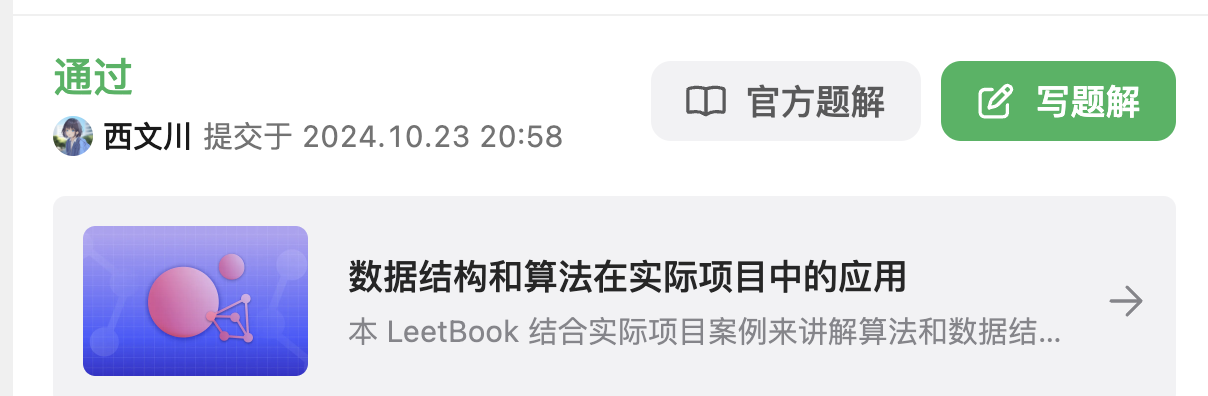 通过
西文川 提交于 2024.10.23 20:58
官方题解
写题解
数据结构和算法在实际项目中的应用
本 LeetBook 结合实际项目案例来讲解算法和数据结...